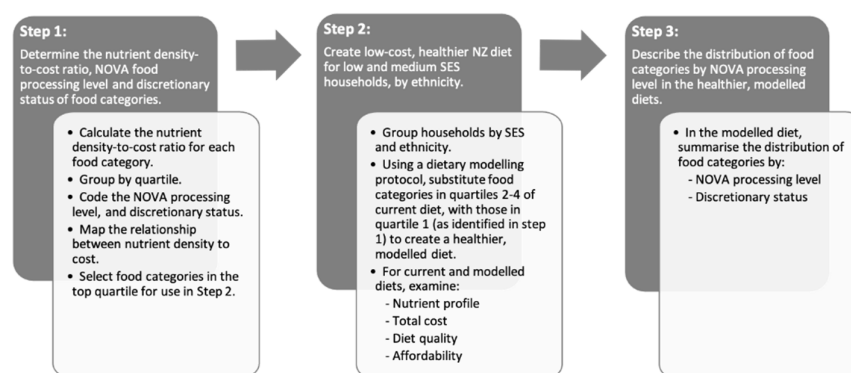 Step 1:
Determine the nutrient density-
to-cost ratio, NOVA food
processing level and discretionary
status of food categories.
• Calculate the nutrient
density-to-cost ratio for each
food category.
• Group by quartile.
• Code the NOVA processing
level, and discretionary status.
• Map the relationship
between nutrient density to
cost.
• Select food categories in the
top quartile for use in Step 2.
Step 2:
Create low-cost, healthier NZ diet
for low and medium SES
households, by ethnicity.
• Group households by SES
and ethnicity.
• Using a dietary modelling
protocol, substitute food
categories in quartiles 2-4 of
current diet, with those in
quartile 1 (as identified in step
1) to create a healthier,
modelled diet.
• For current and modelled
diets, examine:
- Nutrient profile
- Total cost
- Diet quality
- Affordability
Step 3:
Describe the distribution of food
categories by NOVA processing
level in the healthier, modelled
diets.
• In the modelled diet,
summarise the distribution of
food categories by:
- NOVA processing level
- Discretionary status